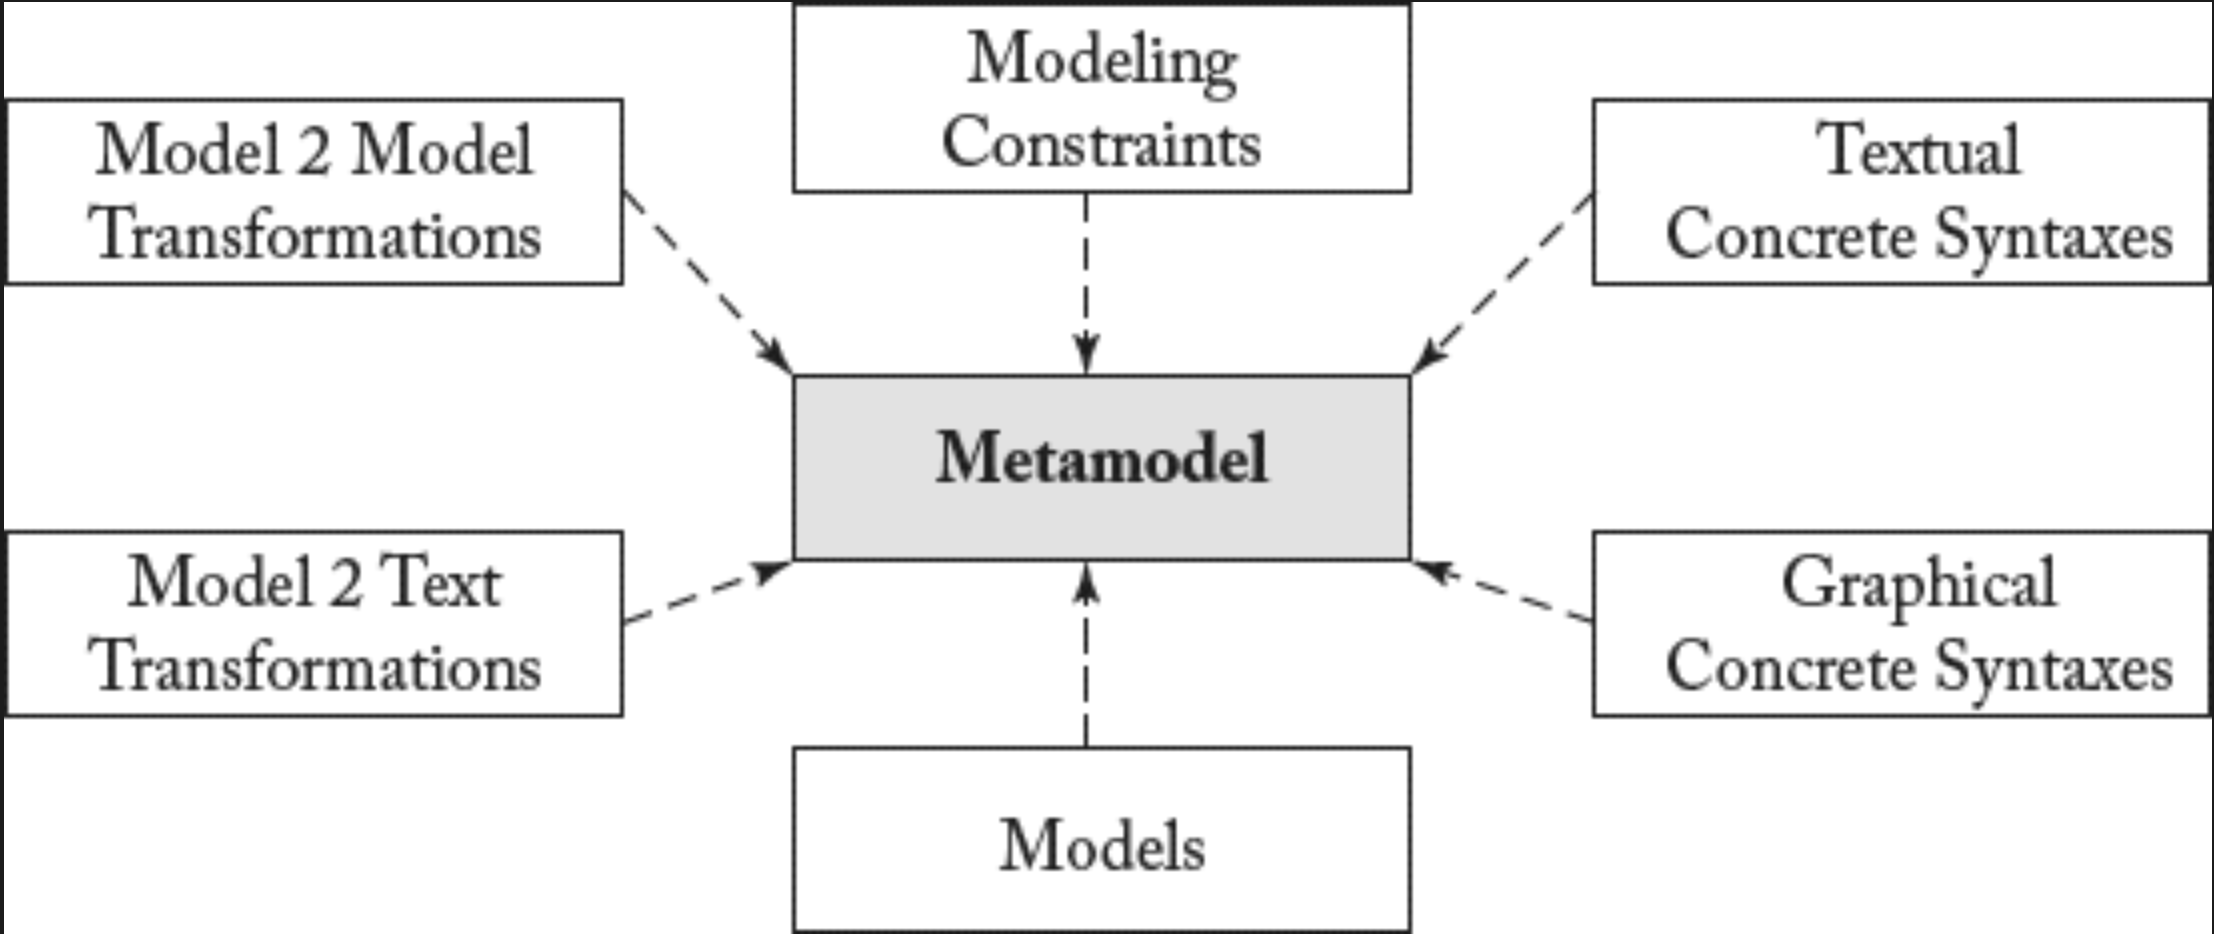 Modeling
Constraints
Model 2 Model
Transformations
Textual
Concrete Syntaxes
Metamodel
Model 2 Text
Transformations
Graphical
Concrete Syntaxes
Models